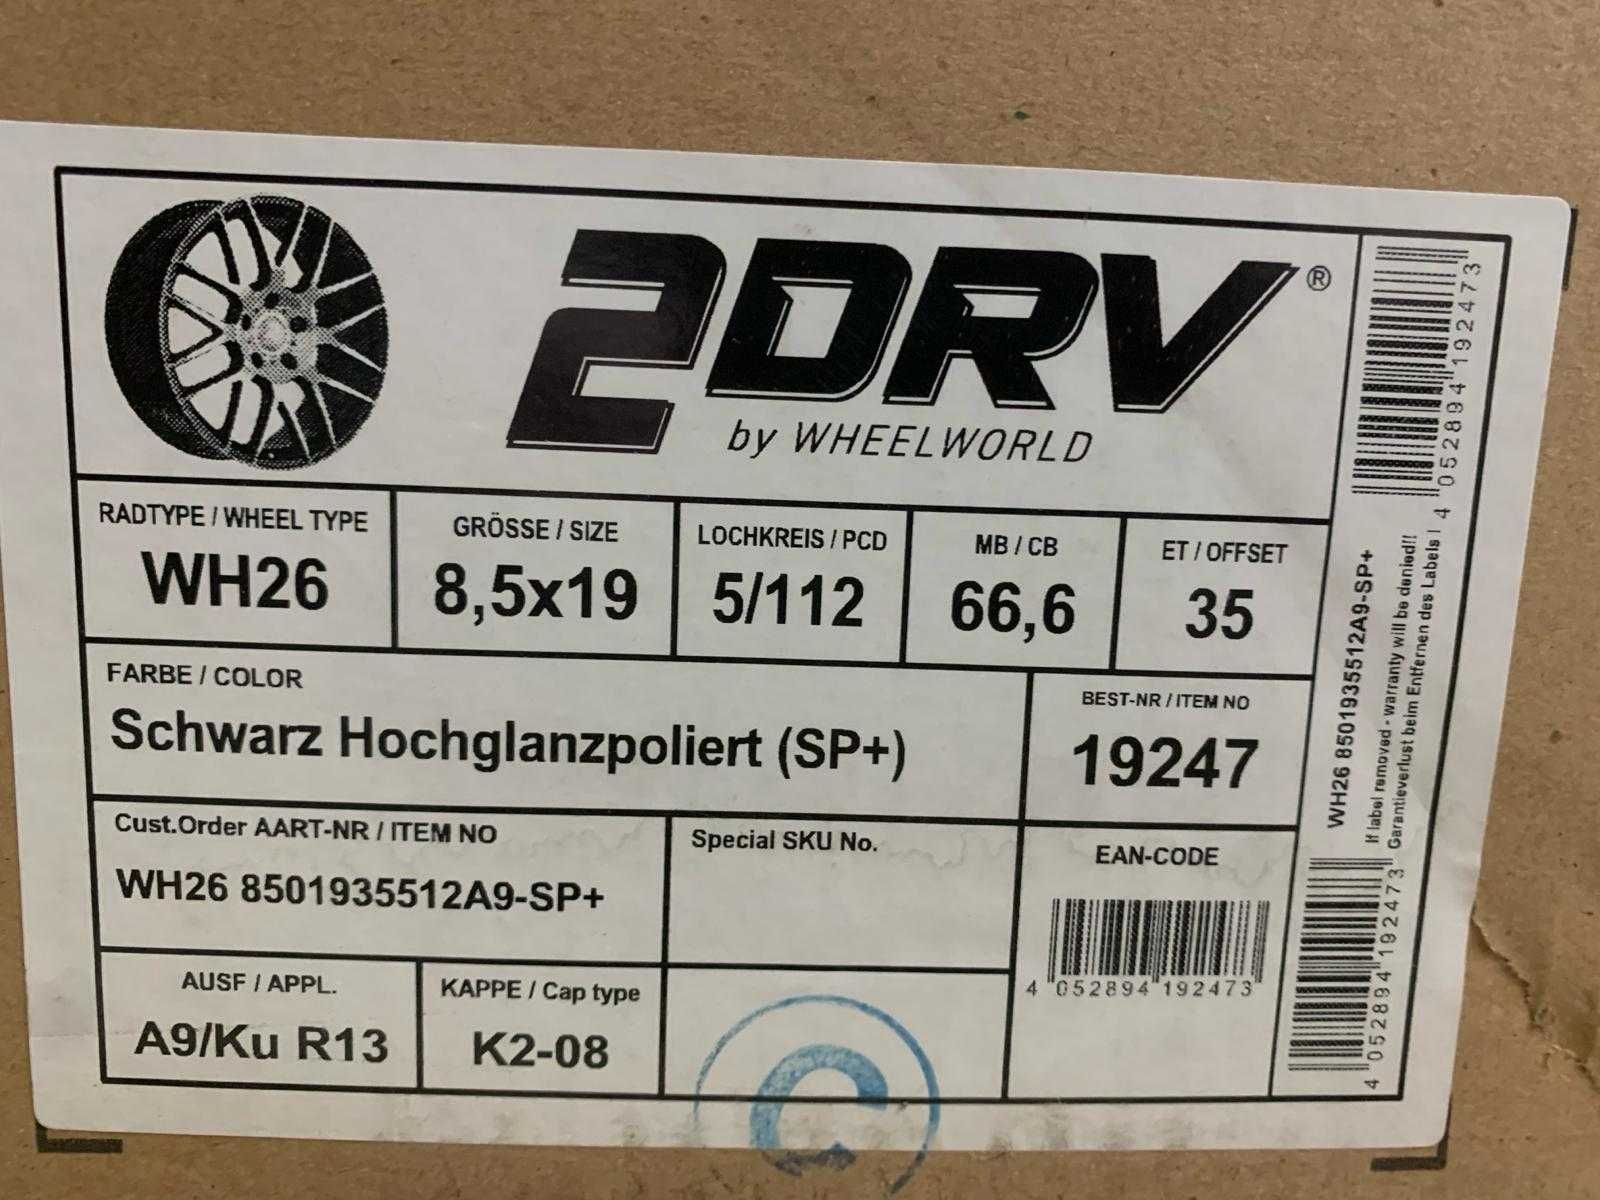 2DRV®
by WHEELWORLD
RADTYPE / WHEEL TYPE
WH26
GRÖSSE / SIZE
8,5x19
LOCHKREIS / PCD
5/112
MB / CB
66,6
ET / OFFSET
35
FARBE / COLOR
Schwarz Hochglanzpoliert (SP+)
BEST-NR / ITEM NO
19247
Cust.Order AART-NR / ITEM NO
WH26 8501935512A9-SP+
Special SKU No.
EAN-CODE
4 052894 192473
AUSF / APPL.
A9/Ku R13
KAPPE / Cap type
K2-08
C
4 052894 192473
WH26 8501935512A9-SP+
If label removed - warranty will be denied!!
Garantieverlust beim Entfernen des Labels !
4 052894 192473